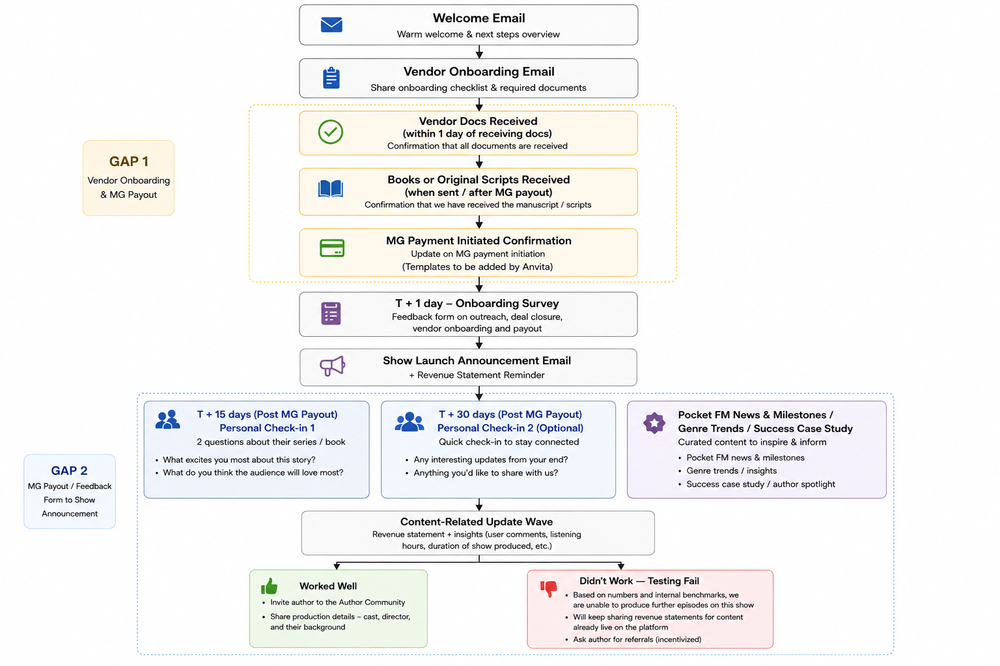 Welcome Email
Warm welcome & next steps overview
Vendor Onboarding Email
Share onboarding checklist & required documents
GAP 1
Vendor Onboarding
& MG Payout
Vendor Docs Received
(within 1 day of receiving docs)
Confirmation that all documents are received
Books or Original Scripts Received
(when sent / after MG payout)
Confirmation that we have received the manuscript / scripts
MG Payment Initiated Confirmation
Update on MG payment initiation
(Templates to be added by Anvita)
T + 1 day – Onboarding Survey
Feedback form on outreach, deal closure,
vendor onboarding and payout
Show Launch Announcement Email
+ Revenue Statement Reminder
GAP 2
MG Payout / Feedback
Form to Show
Announcement
T + 15 days (Post MG Payout)
Personal Check-in 1
2 questions about their series / book
• What excites you most about this story?
• What do you think the audience will love most?
T + 30 days (Post MG Payout)
Personal Check-in 2 (Optional)
Quick check-in to stay connected
• Any interesting updates from your end?
• Anything you'd like to share with us?
Pocket FM News & Milestones /
Genre Trends / Success Case Study
Curated content to inspire & inform
• Pocket FM news & milestones
• Genre trends / insights
• Success case study / author spotlight
Content-Related Update Wave
Revenue statement + insights (user comments, listening
hours, duration of show produced, etc.)
Worked Well
• Invite author to the Author Community
• Share production details – cast, director,
and their background
Didn't Work — Testing Fail
• Based on numbers and internal benchmarks, we
are unable to produce further episodes on this show
• Will keep sharing revenue statements for content
already live on the platform
• Ask author for referrals (incentivized)